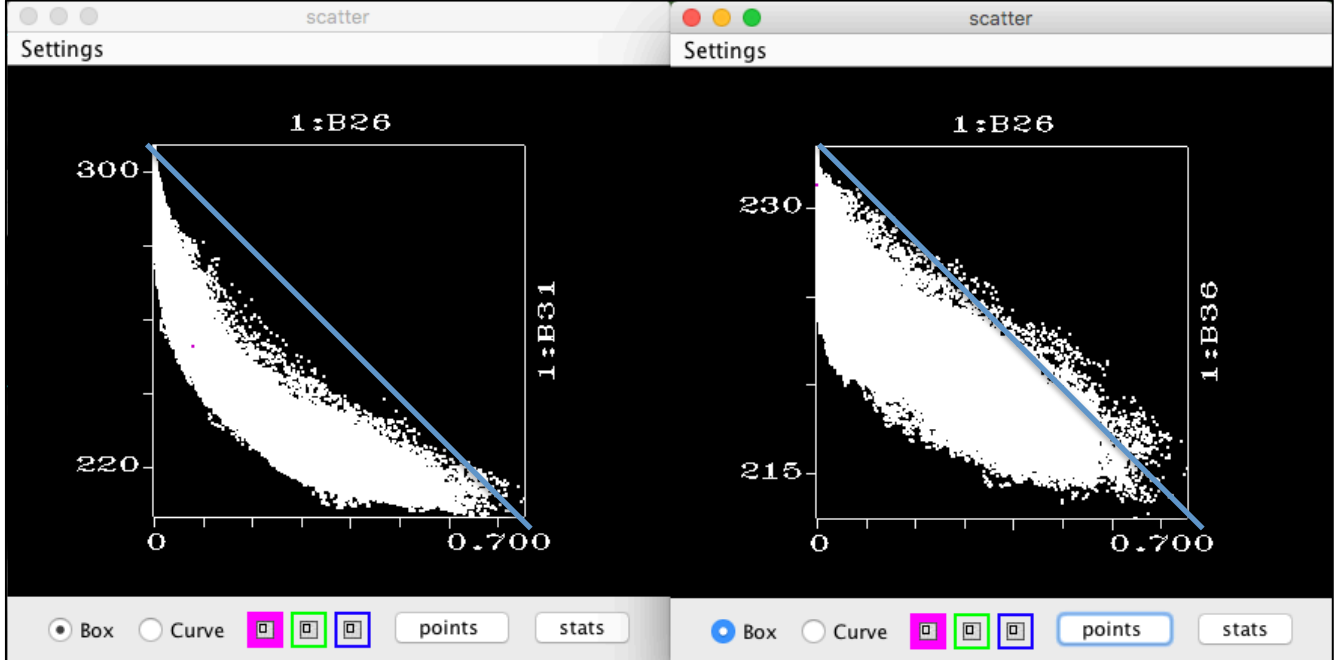 scatter
Settings
1:B26
300
220
1:B31
0
0.700
Box
Curve
points
stats
scatter
Settings
1:B26
230
215
1:B36
0
0.700
Box
Curve
points
stats